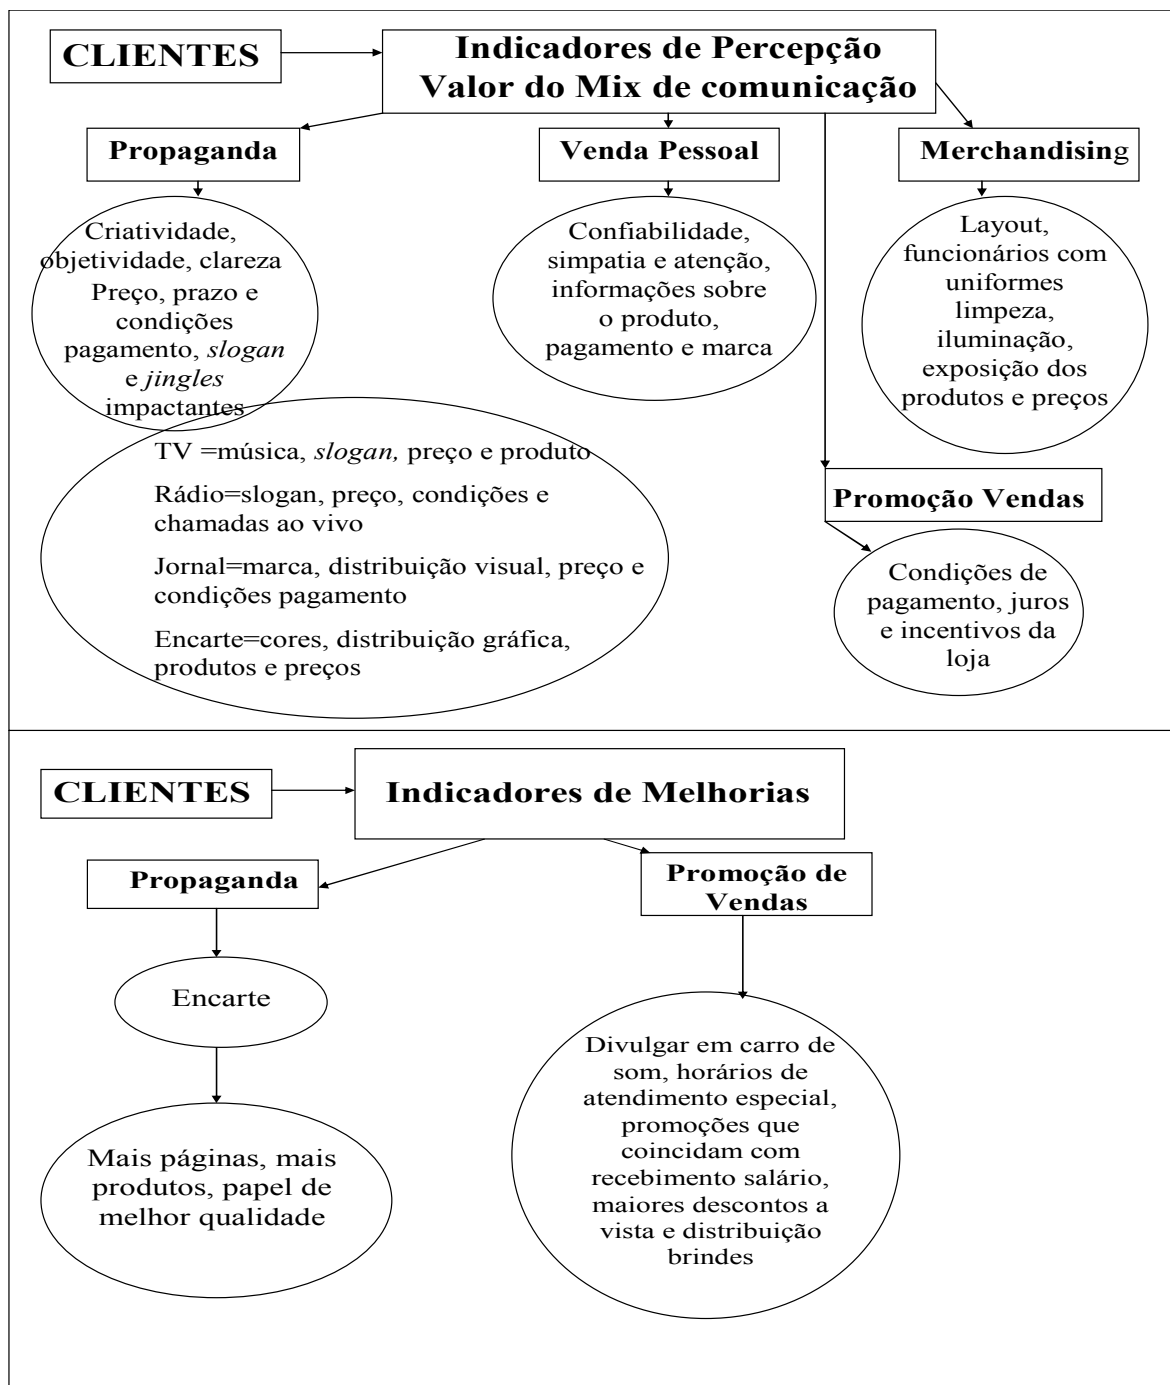 CLIENTES
Indicadores de Percepção
Valor do Mix de comunicação
Propaganda
Venda Pessoal
Merchandising
Criatividade,
objetividade, clareza
Preço, prazo e
condições
pagamento, slogan
e jingles
impactantes
Confiabilidade,
simpatia e atenção,
informações sobre
o produto,
pagamento e marca
Layout,
funcionários com
uniformes
limpeza,
iluminação,
exposição dos
produtos e preços
TV =música, slogan, preço e produto
Rádio=slogan, preço, condições e
chamadas ao vivo
Jornal=marca, distribuição visual, preço e
condições pagamento
Encarte=cores, distribuição gráfica,
produtos e preços
Promoção Vendas
Condições de
pagamento, juros
e incentivos da
loja
CLIENTES
Indicadores de Melhorias
Propaganda
Promoção de
Vendas
Encarte
Mais páginas, mais
produtos, papel de
melhor qualidade
Divulgar em carro de
som, horários de
atendimento especial,
promoções que
coincidam com
recebimento salário,
maiores descontos a
vista e distribuição
brindes